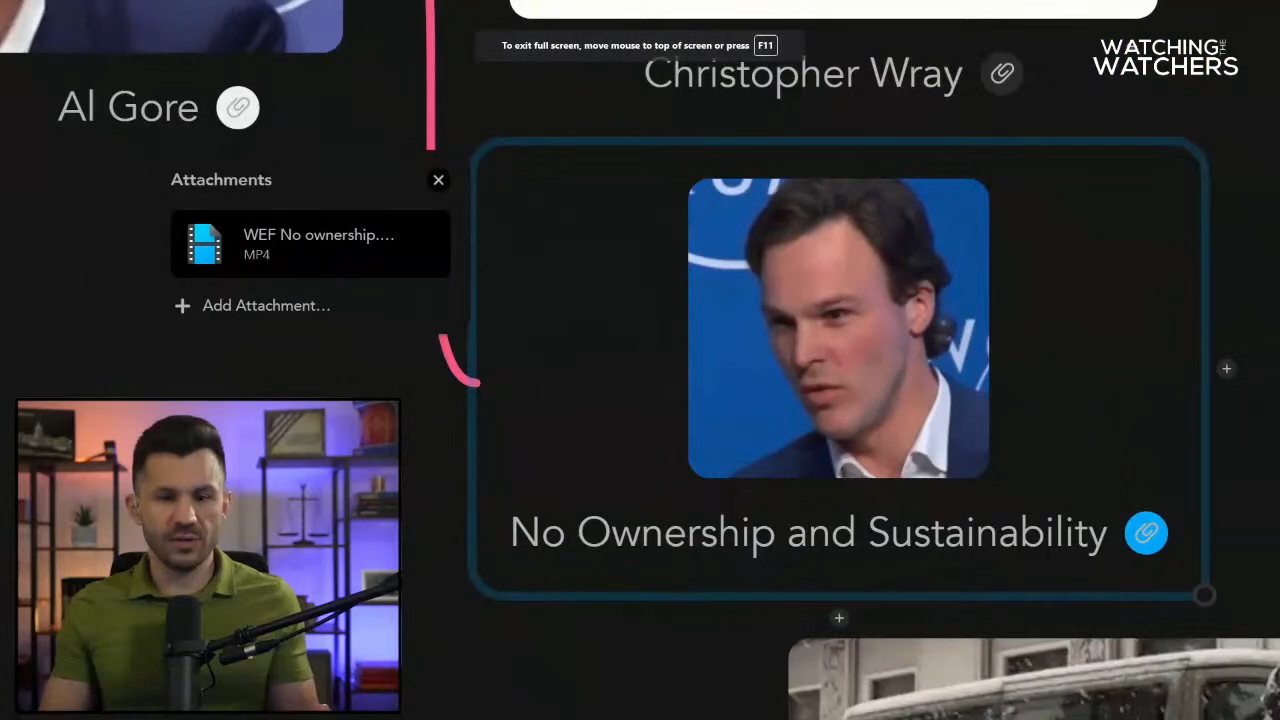 To exit full screen, move mouse to top of screen or press F11
WATCHING THE
WATCHERS
Christopher Wray
Al Gore
Attachments
WEF No ownership....
MP4
Add Attachment...
No Ownership and Sustainability